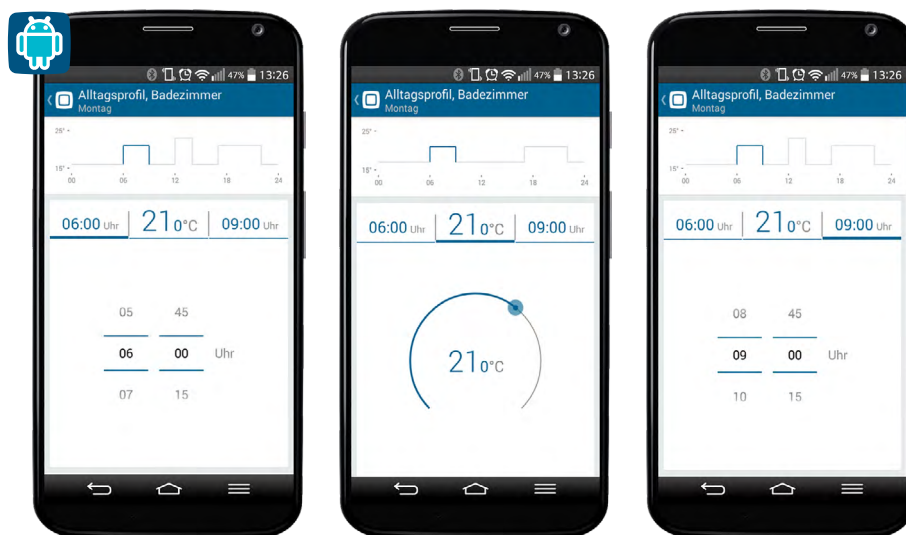 47% 13:26
Alltagsprofil, Badezimmer
Montag
25°
15°
00 06 12 18 24
06:00 Uhr 21 0°C 09:00 Uhr
05 45
06 00 Uhr
07 15
47% 13:26
Alltagsprofil, Badezimmer
Montag
25°
15°
00 06 12 18 24
06:00 Uhr 21 0°C 09:00 Uhr
21 0°C
47% 13:26
Alltagsprofil, Badezimmer
Montag
25°
15°
00 06 12 18 24
06:00 Uhr 21 0°C 09:00 Uhr
08 45
09 00 Uhr
10 15